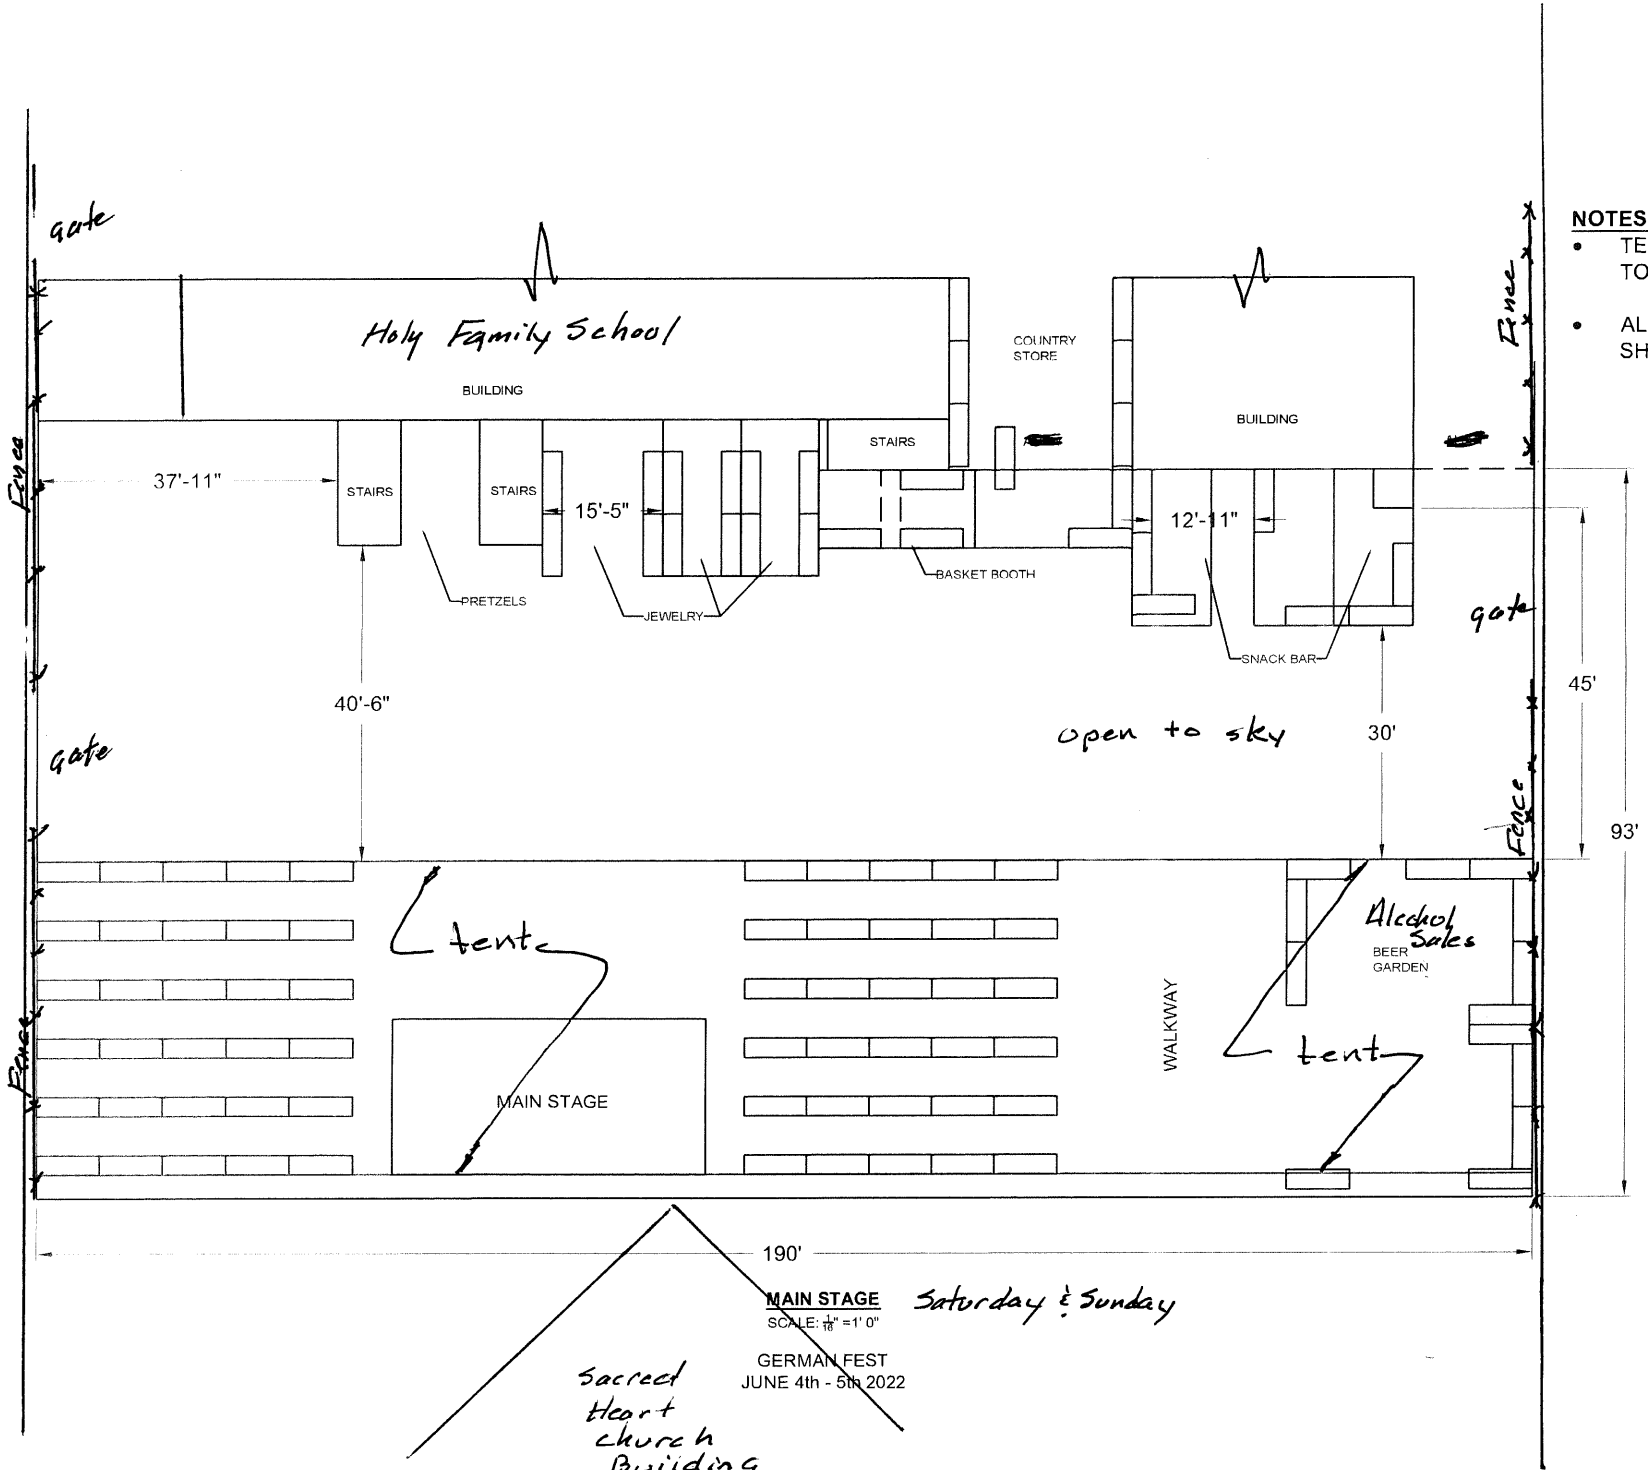 gate
NOTES
• TE
TO
• AL
SH
Fence
Holy Family School
COUNTRY
STORE
BUILDING
BUILDING
STAIRS
Fence
37'-11"
STAIRS
STAIRS
15'-5"
12'-11"
BASKET BOOTH
PRETZELS
JEWELRY
gate
SNACK BAR
45'
40'-6"
open to sky
30'
gate
Fence
93'
Alcohol
Sales
tent
BEER
GARDEN
WALKWAY
Fence
tent
MAIN STAGE
190'
MAIN STAGE Saturday & Sunday
SCALE: 1/16" =1' 0"
GERMAN FEST
JUNE 4th - 5th 2022
Sacred
Heart
church
Building